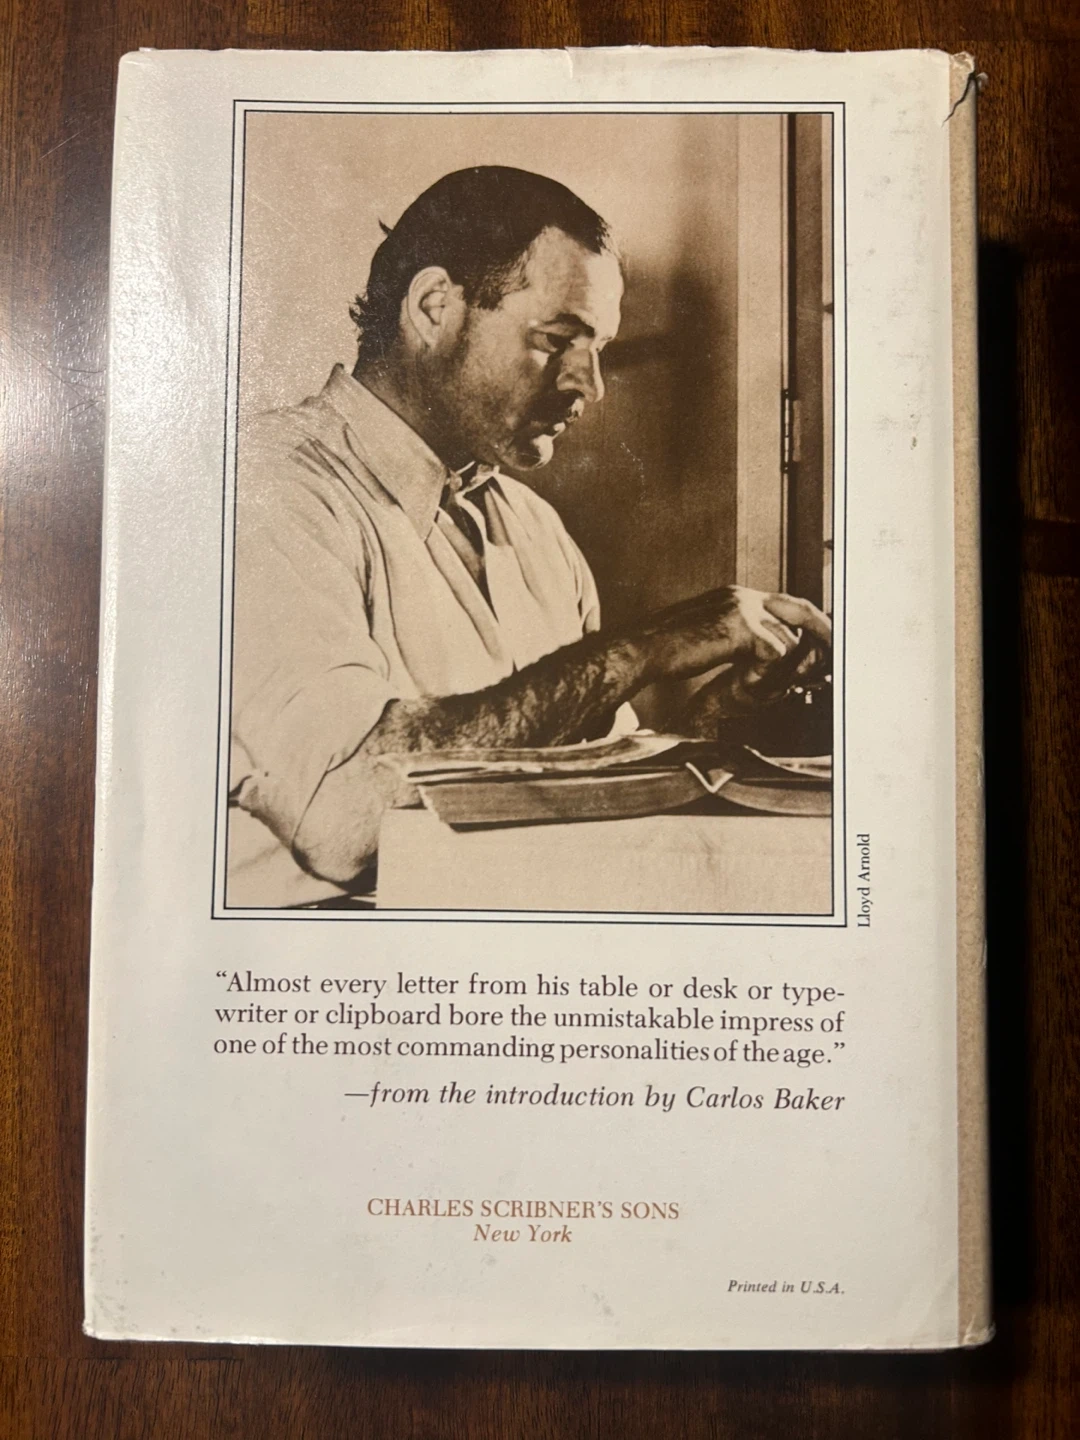 Lloyd Arnold
“Almost every letter from his table or desk or type-
writer or clipboard bore the unmistakable impress of
one of the most commanding personalities of the age.”
—from the introduction by Carlos Baker
CHARLES SCRIBNER'S SONS
New York
Printed in U.S.A.